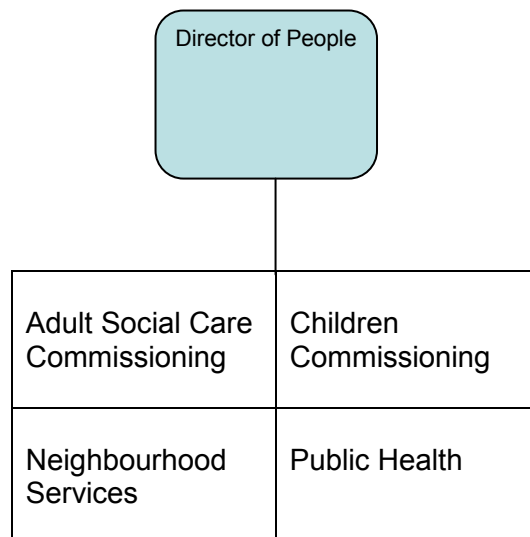 Director of People
Adult Social Care
Commissioning
Children
Commissioning
Neighbourhood
Services
Public Health